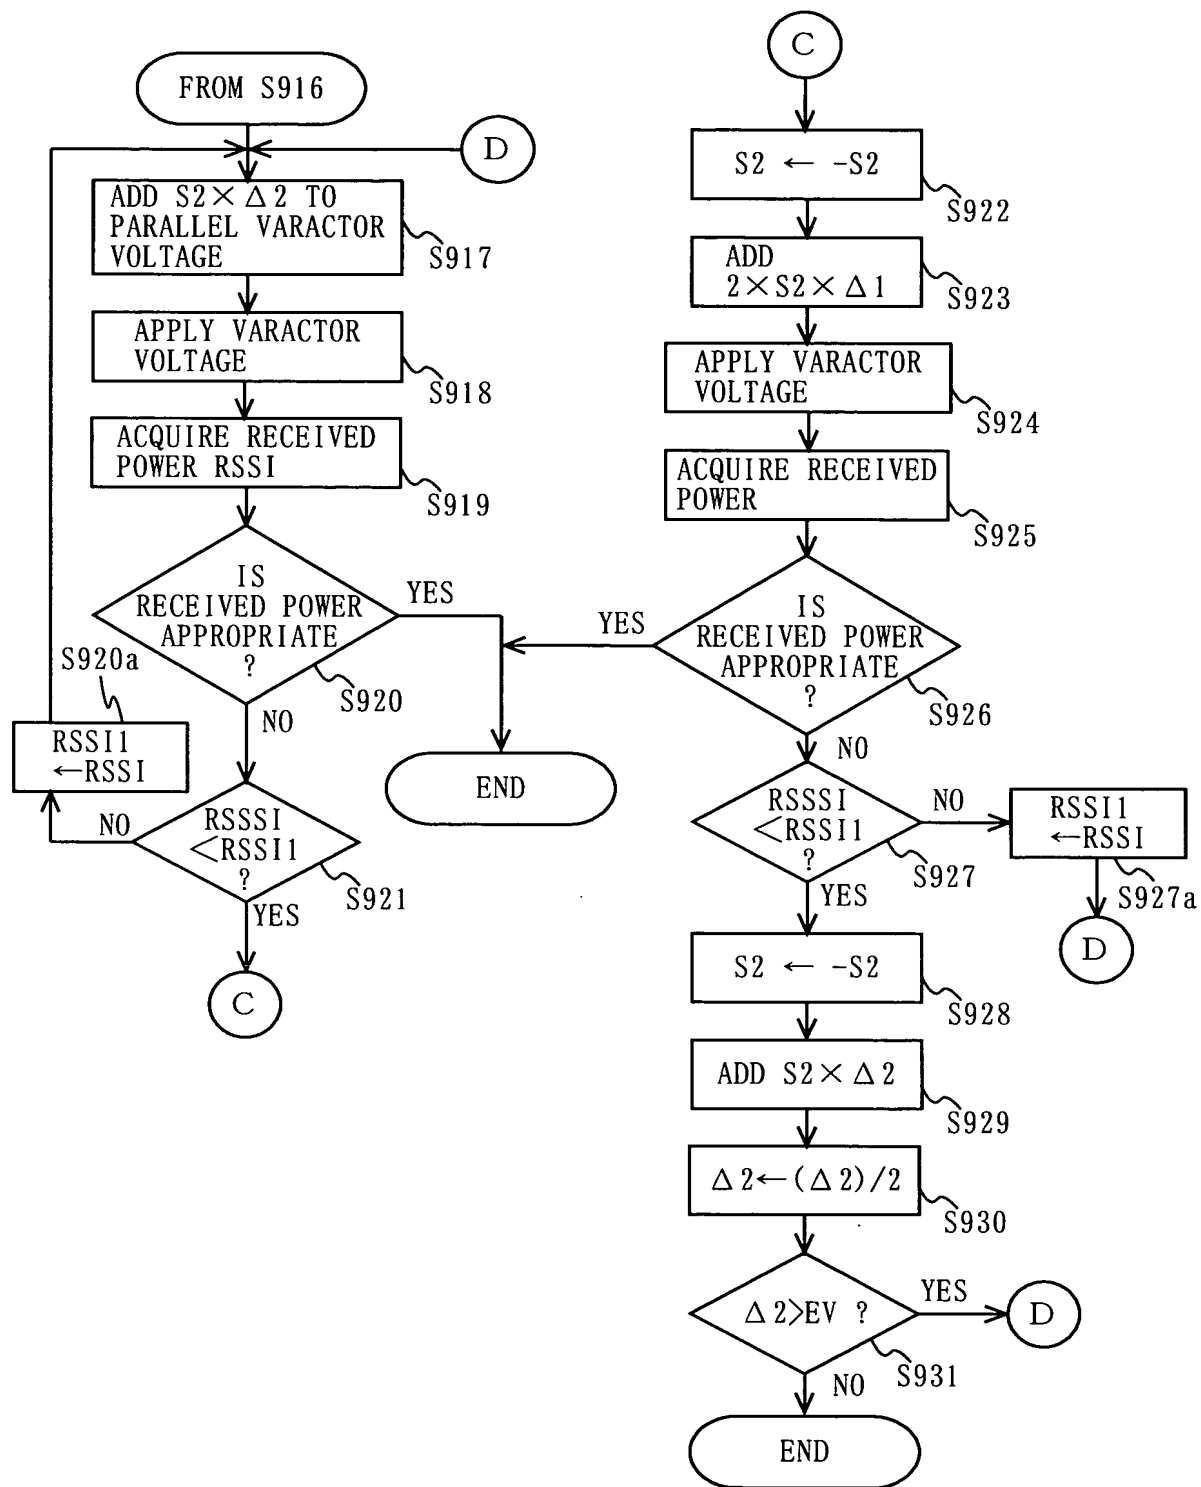 FROM S916
D
ADD S2×Δ2 TO
PARALLEL VARACTOR
VOLTAGE
S917
APPLY VARACTOR
VOLTAGE
S918
ACQUIRE RECEIVED
POWER RSSI
S919
IS
RECEIVED POWER
APPROPRIATE
?
S920
YES
NO
S920a
RSSI1
←RSSI
RSSSI
<RSSI1
?
S921
NO
YES
C
END
C
S2 ← -S2
S922
ADD
2×S2×Δ1
S923
APPLY VARACTOR
VOLTAGE
S924
ACQUIRE RECEIVED
POWER
S925
IS
RECEIVED POWER
APPROPRIATE
?
S926
YES
NO
RSSSI
<RSSI1
?
S927
NO
YES
RSSI1
←RSSI
S927a
D
S2 ← -S2
S928
ADD S2×Δ2
S929
Δ2←(Δ2)/2
S930
Δ2>EV ?
S931
YES
D
NO
END